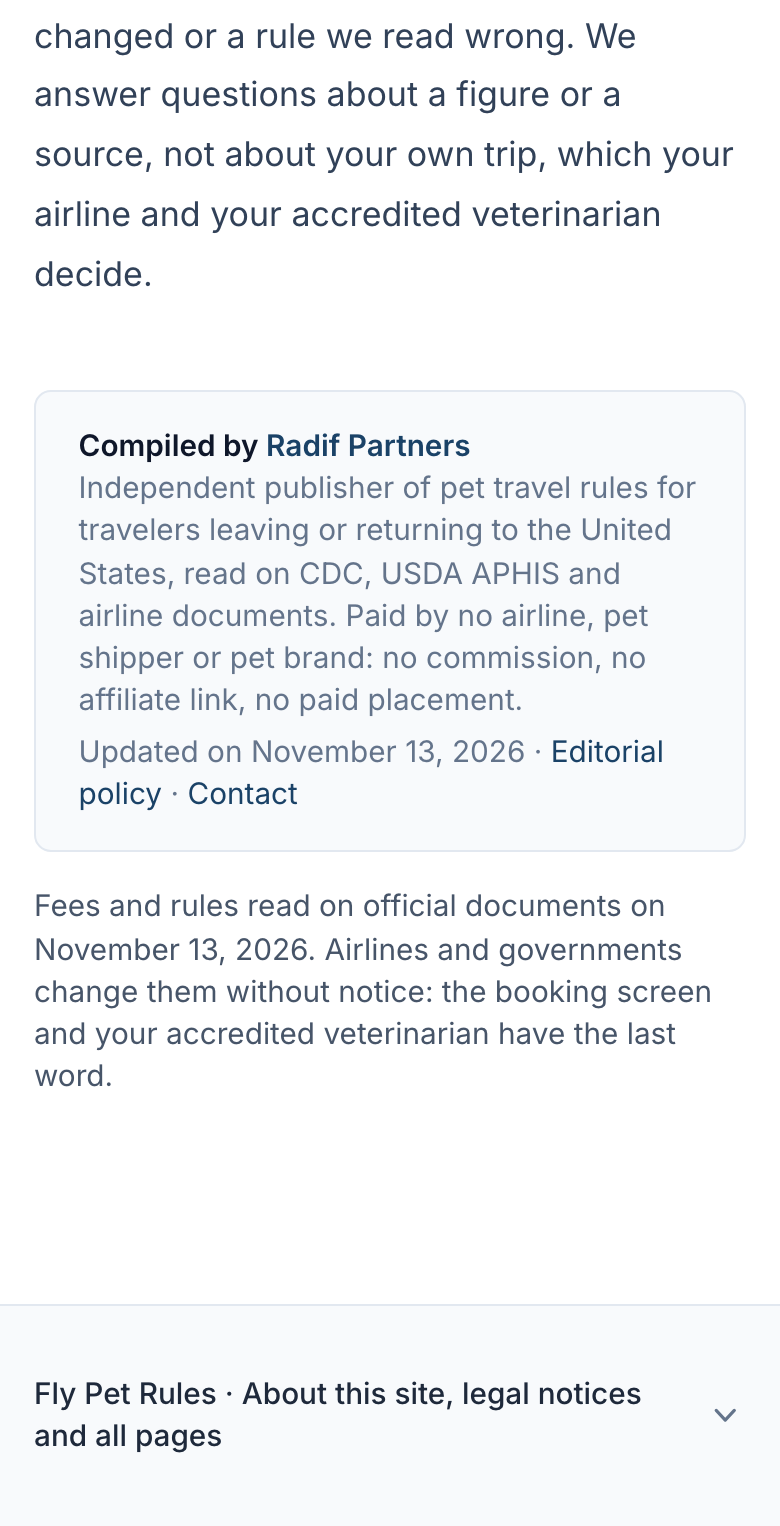 changed or a rule we read wrong. We
answer questions about a figure or a
source, not about your own trip, which your
airline and your accredited veterinarian
decide.
Compiled by Radif Partners
Independent publisher of pet travel rules for
travelers leaving or returning to the United
States, read on CDC, USDA APHIS and
airline documents. Paid by no airline, pet
shipper or pet brand: no commission, no
affiliate link, no paid placement.
Updated on November 13, 2026 · Editorial
policy · Contact
Fees and rules read on official documents on
November 13, 2026. Airlines and governments
change them without notice: the booking screen
and your accredited veterinarian have the last
word.
Fly Pet Rules · About this site, legal notices
and all pages